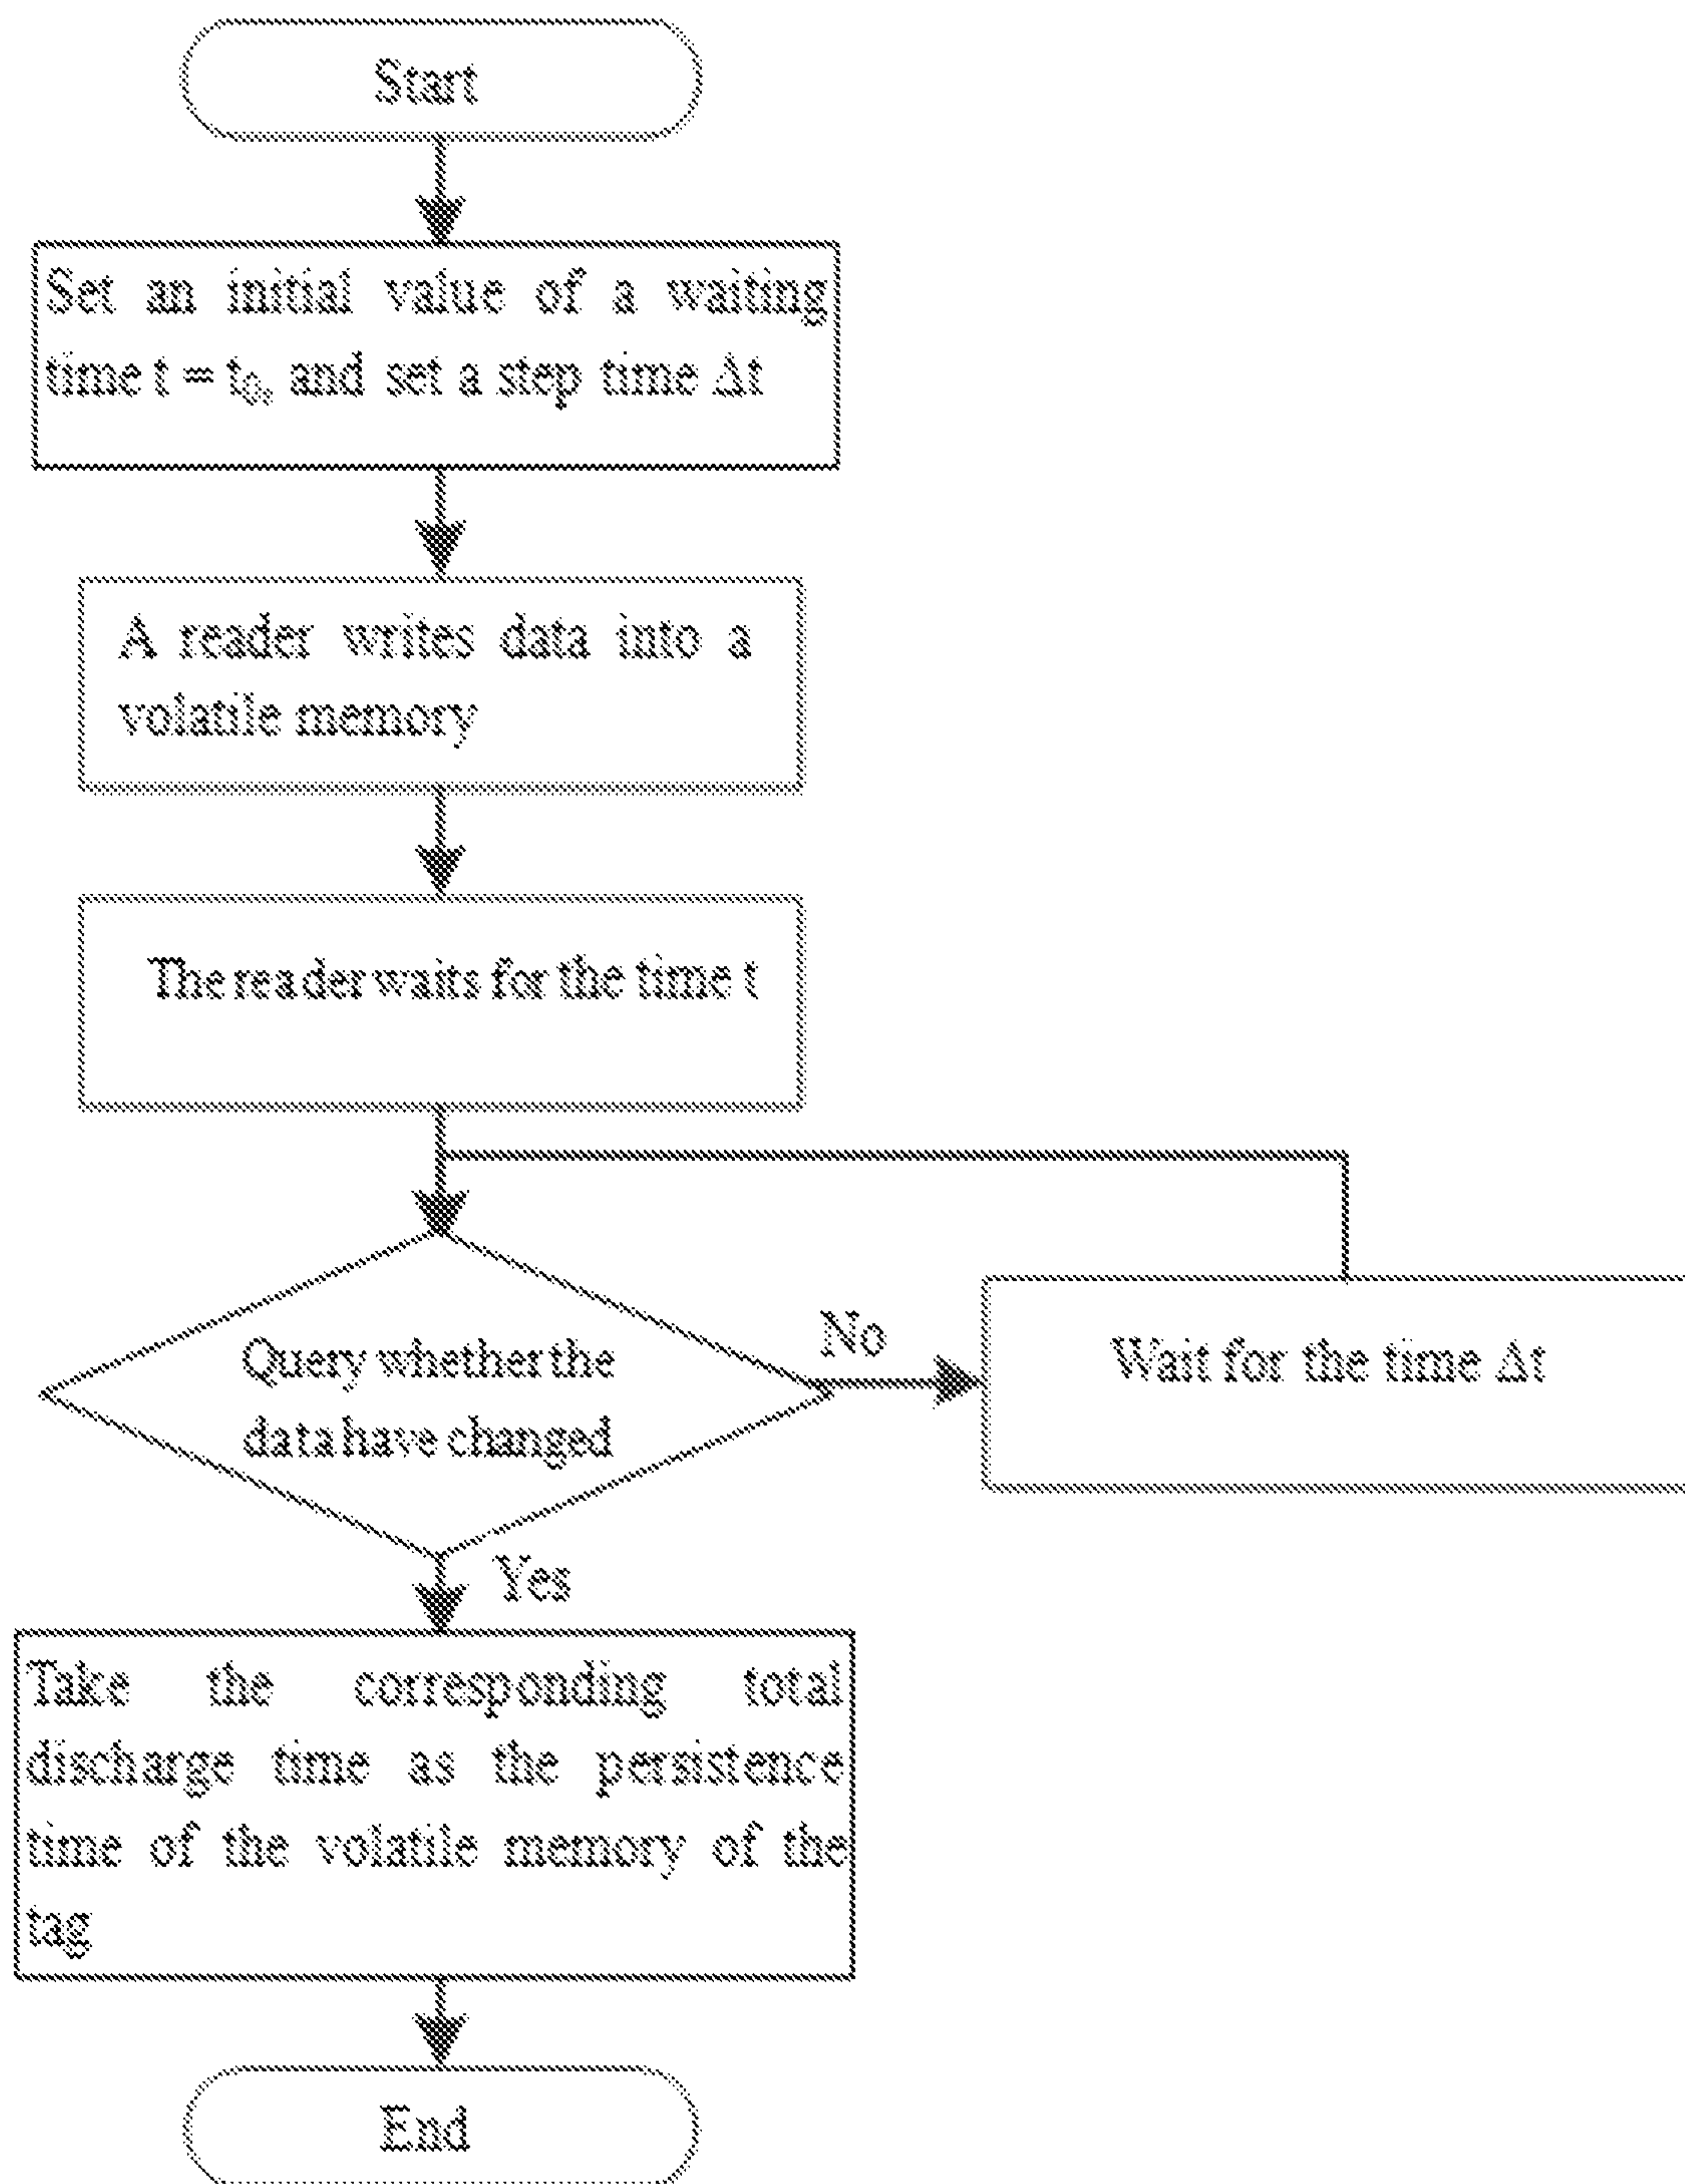 Start
Set an initial value of a waiting
time t = t₀, and set a step time Δt
A reader writes data into a
volatile memory
The reader waits for the time t
No
Query whether the
data have changed
Wait for the time Δt
Yes
Take the corresponding total
discharge time as the persistence
time of the volatile memory of the
tag
End